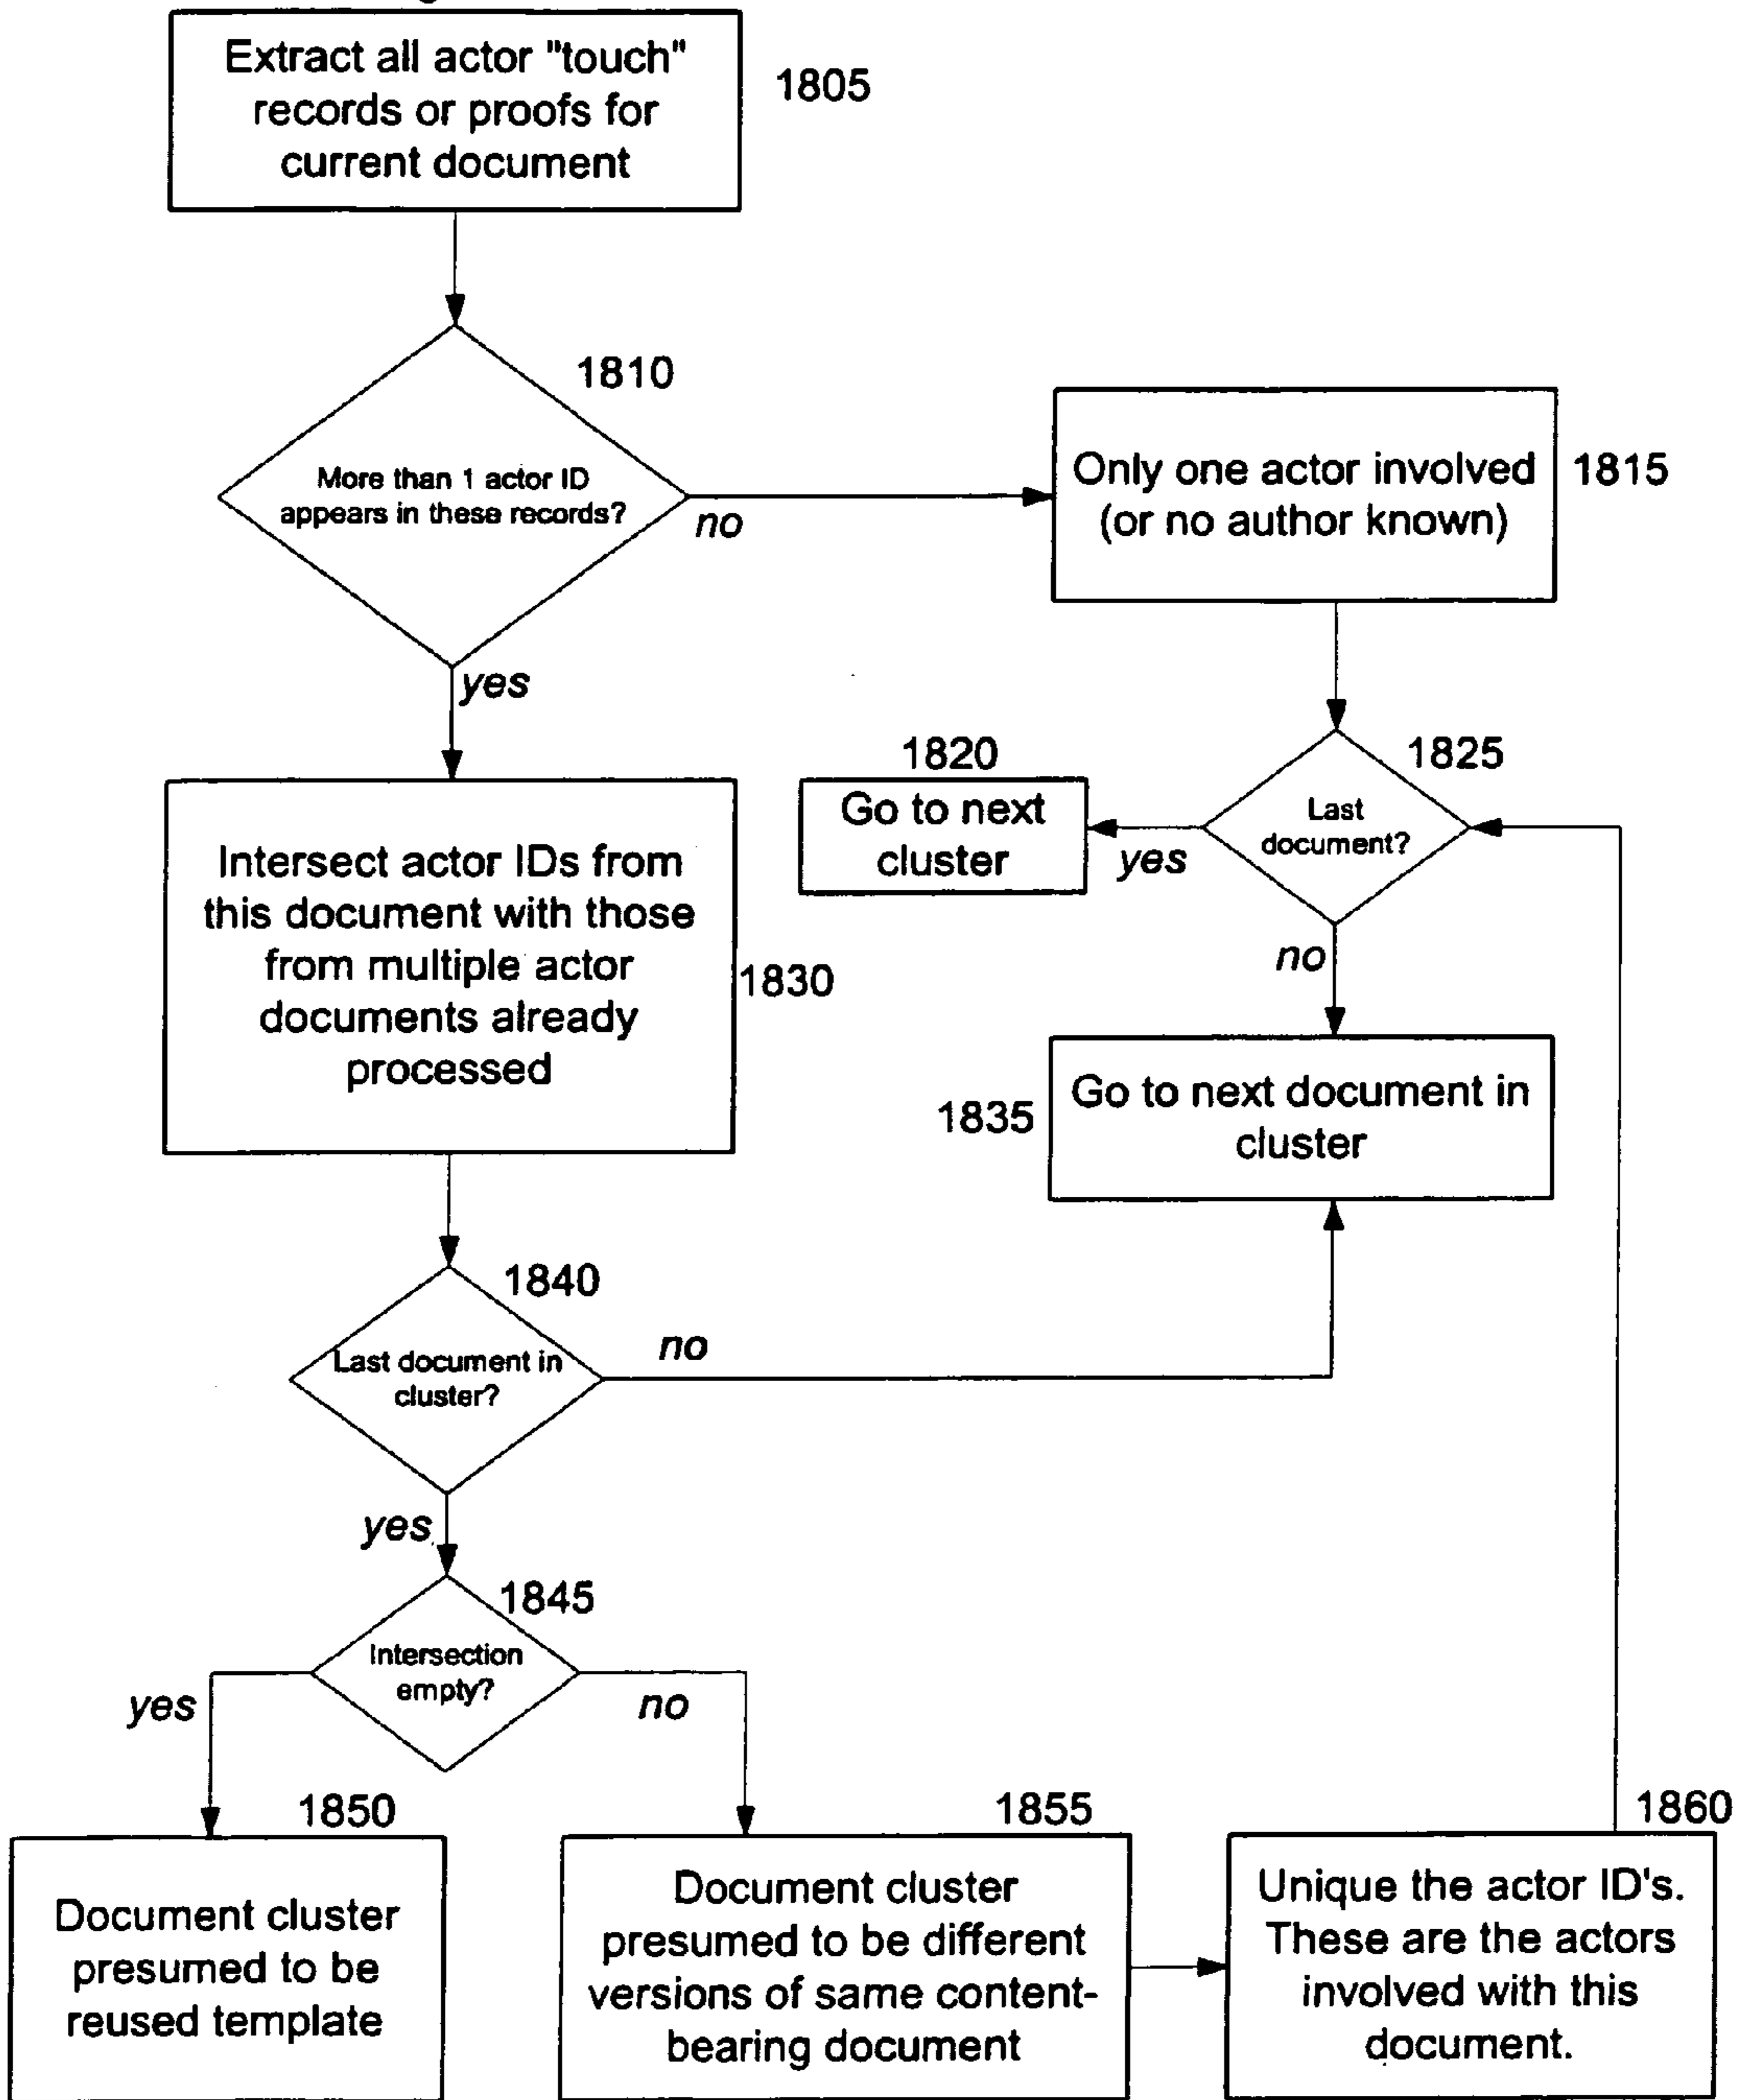 Extract all actor "touch"
records or proofs for
current document
1805
1810
More than 1 actor ID
appears in these records?
no
yes
Only one actor involved
(or no author known)
1815
1820
Go to next
cluster
yes
1825
Last
document?
no
Intersect actor IDs from
this document with those
from multiple actor
documents already
processed
1830
1835
Go to next document in
cluster
1840
Last document in
cluster?
no
yes
1845
Intersection
empty?
yes
no
1850
Document cluster
presumed to be
reused template
1855
Document cluster
presumed to be different
versions of same content-
bearing document
1860
Unique the actor ID's.
These are the actors
involved with this
document.